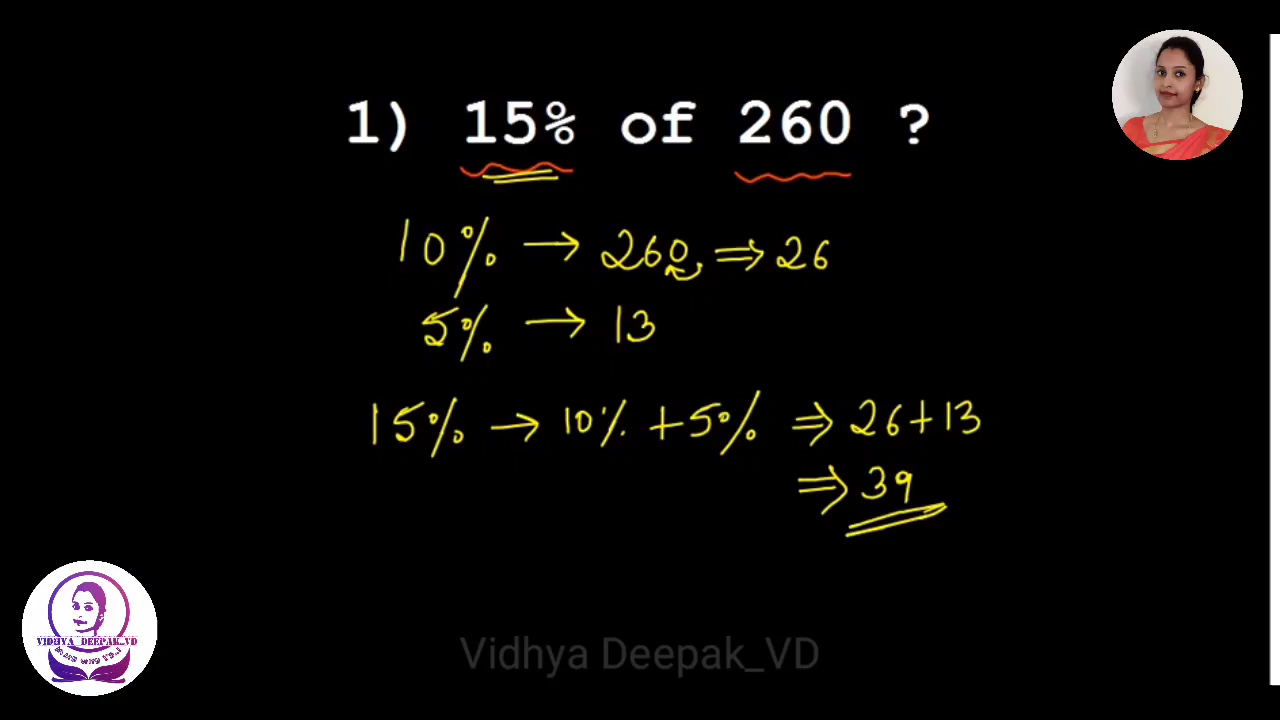 1) 15% of 260 ?
10% → 260 ⇒ 26
5% → 13
15% → 10% + 5% ⇒ 26 + 13
⇒ 39
VIDHYA_DEEPAK_VD
Vidhya Deepak_VD